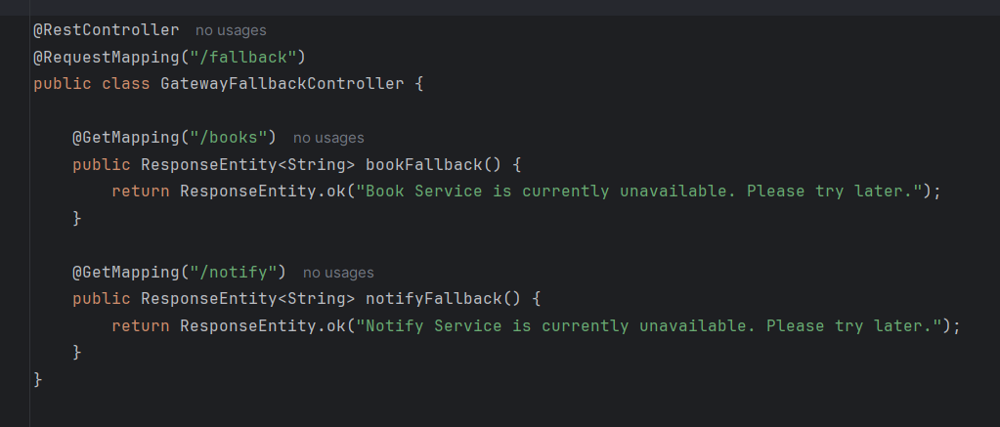 @RestController no usages
@RequestMapping("/fallback")
public class GatewayFallbackController {
@GetMapping("/books") no usages
public ResponseEntity<String> bookFallback() {
return ResponseEntity.ok("Book Service is currently unavailable. Please try later.");
}
@GetMapping("/notify") no usages
public ResponseEntity<String> notifyFallback() {
return ResponseEntity.ok("Notify Service is currently unavailable. Please try later.");
}
}